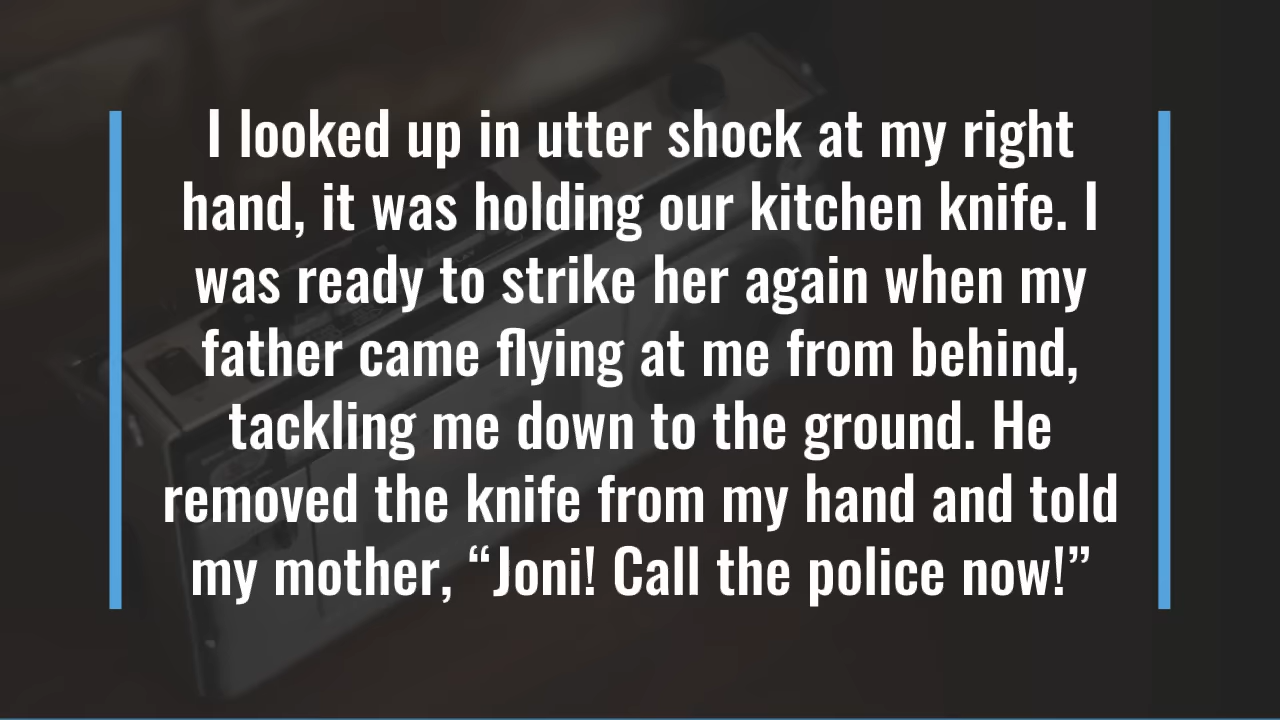 I looked up in utter shock at my right
hand, it was holding our kitchen knife. I
was ready to strike her again when my
father came flying at me from behind,
tackling me down to the ground. He
removed the knife from my hand and told
my mother, “Joni! Call the police now!”